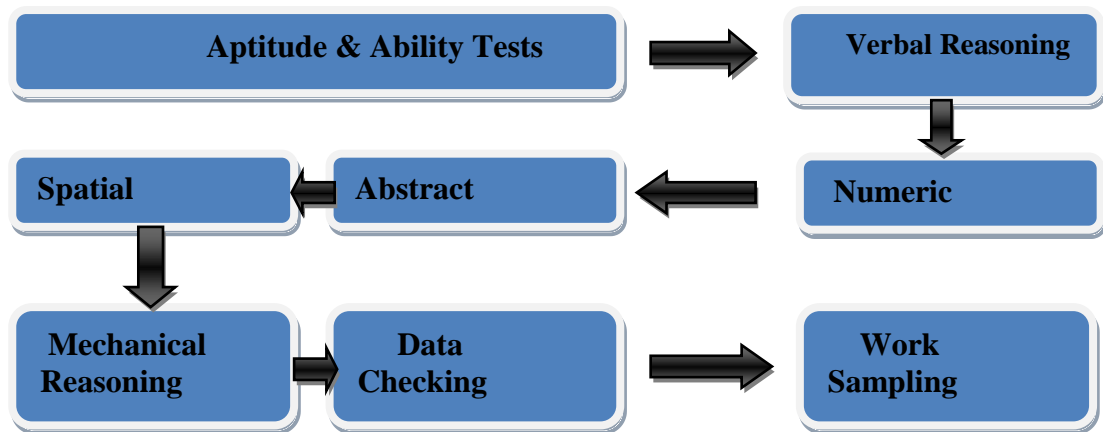 Aptitude & Ability Tests
Verbal Reasoning
Numeric
Abstract
Spatial
Mechanical
Reasoning
Data
Checking
Work
Sampling